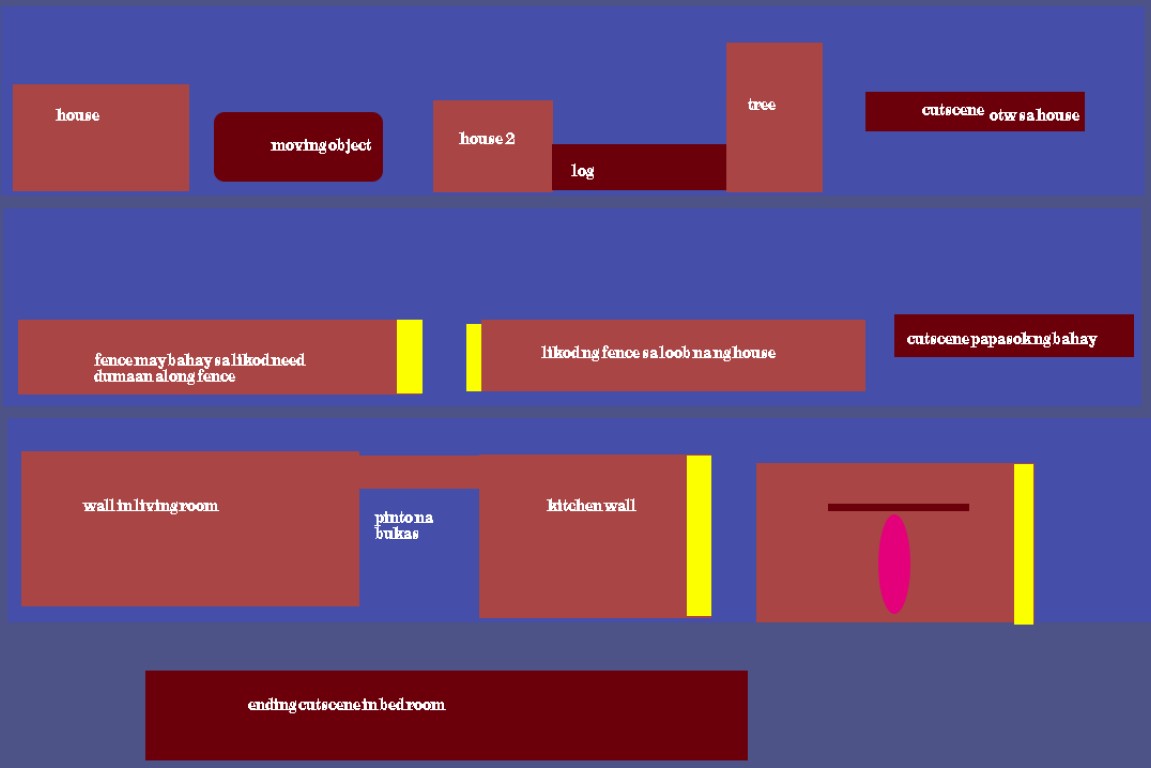 house
moving object
house 2
log
tree
cutscene otw sa house
fence may bahay sa likod need
dumaan along fence
likod ng fence sa loob na ng house
cutscene papasok ng bahay
wall in living room
pinto na
bukas
kitchen wall
ending cutscene in bedroom